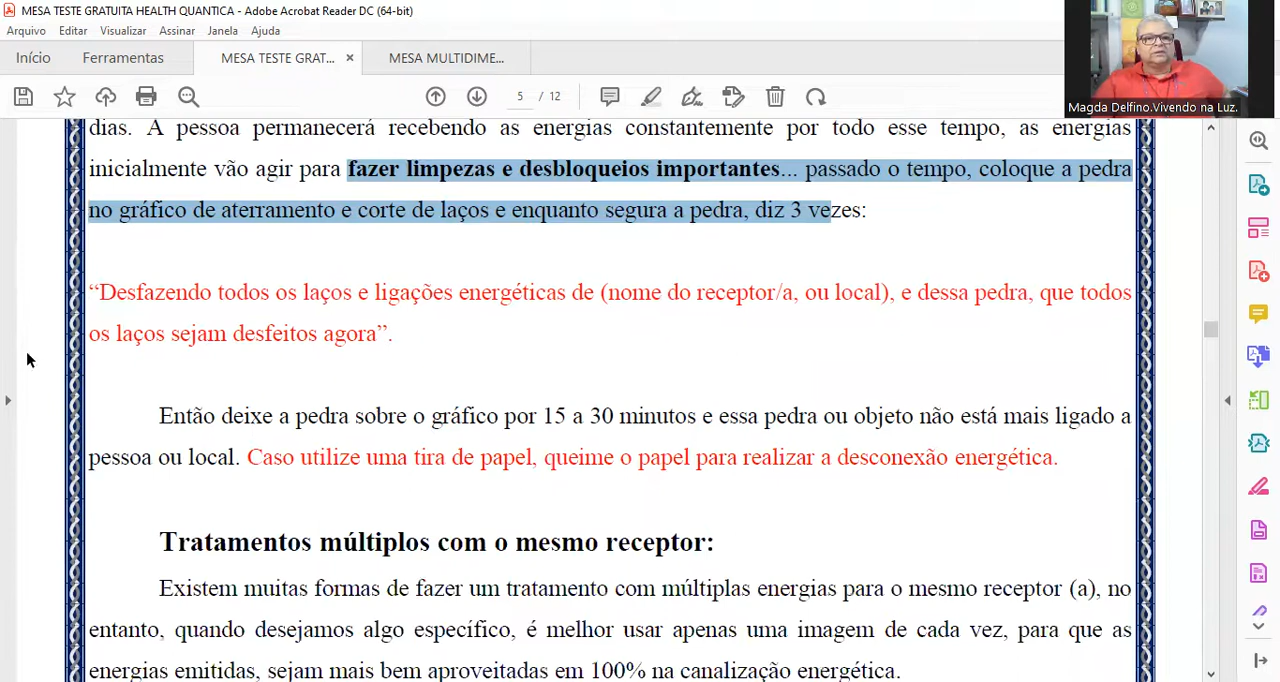 MESA TESTE GRATUITA HEALTH QUANTICA - Adobe Acrobat Reader DC (64-bit)
Arquivo Editar Visualizar Assinar Janela Ajuda
Início Ferramentas MESA TESTE GRAT... × MESA MULTIDIME...
5 / 12
Magda Delfino.Vivendo na Luz.
dias. A pessoa permanecerá recebendo as energias constantemente por todo esse tempo, as energias
inicialmente vão agir para fazer limpezas e desbloqueios importantes... passado o tempo, coloque a pedra
no gráfico de aterramento e corte de laços e enquanto segura a pedra, diz 3 vezes:
“Desfazendo todos os laços e ligações energéticas de (nome do receptor/a, ou local), e dessa pedra, que todos
os laços sejam desfeitos agora”.
Então deixe a pedra sobre o gráfico por 15 a 30 minutos e essa pedra ou objeto não está mais ligado a
pessoa ou local. Caso utilize uma tira de papel, queime o papel para realizar a desconexão energética.
Tratamentos múltiplos com o mesmo receptor:
Existem muitas formas de fazer um tratamento com múltiplas energias para o mesmo receptor (a), no
entanto, quando desejamos algo específico, é melhor usar apenas uma imagem de cada vez, para que as
energias emitidas, sejam mais bem aproveitadas em 100% na canalização energética.